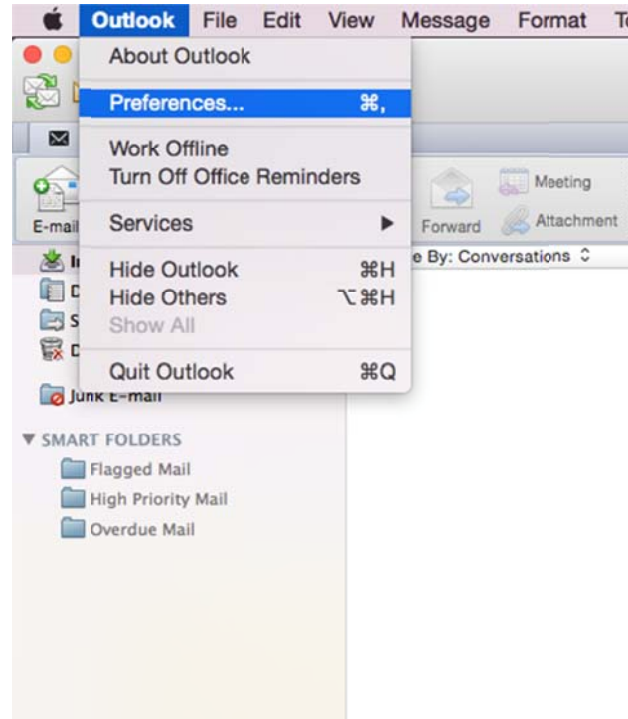 Outlook File Edit View Message Format
About Outlook
Preferences... ⌘,
Work Offline
Turn Off Office Reminders
Services ▶
Hide Outlook ⌘H
Hide Others ⌥⌘H
Show All
Quit Outlook ⌘Q
E-mail
Forward
Meeting
Attachment
By: Conversations
Junk E-mail
SMART FOLDERS
Flagged Mail
High Priority Mail
Overdue Mail